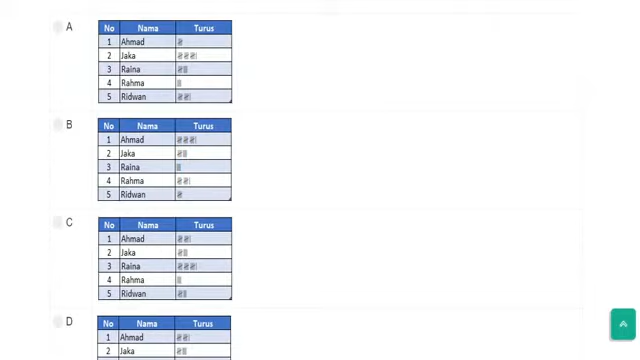 A
No Nama Turus
1 Ahmad
2 Jaka
3 Raina
4 Rahma
5 Ridwan
B
No Nama Turus
1 Ahmad
2 Jaka
3 Raina
4 Rahma
5 Ridwan
C
No Nama Turus
1 Ahmad
2 Jaka
3 Raina
4 Rahma
5 Ridwan
D
No Nama Turus
1 Ahmad
2 Jaka